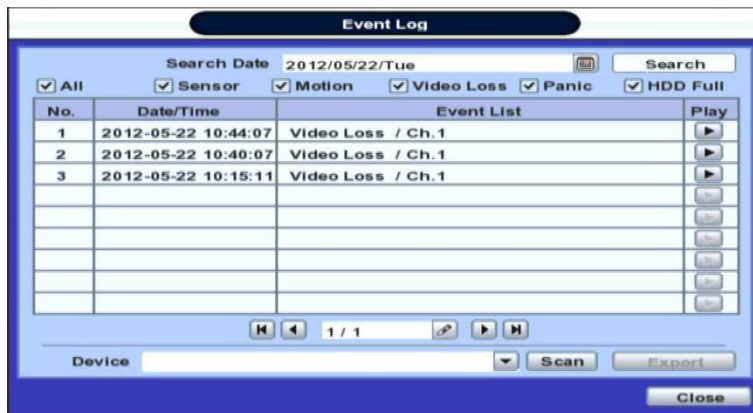 Event Log
Search Date 2012/05/22/Tue Search
All Sensor Motion Video Loss Panic HDD Full
No. Date/Time Event List Play
1 2012-05-22 10:44:07 Video Loss / Ch.1
2 2012-05-22 10:40:07 Video Loss / Ch.1
3 2012-05-22 10:15:11 Video Loss / Ch.1
1 / 1
Device Scan Export
Close